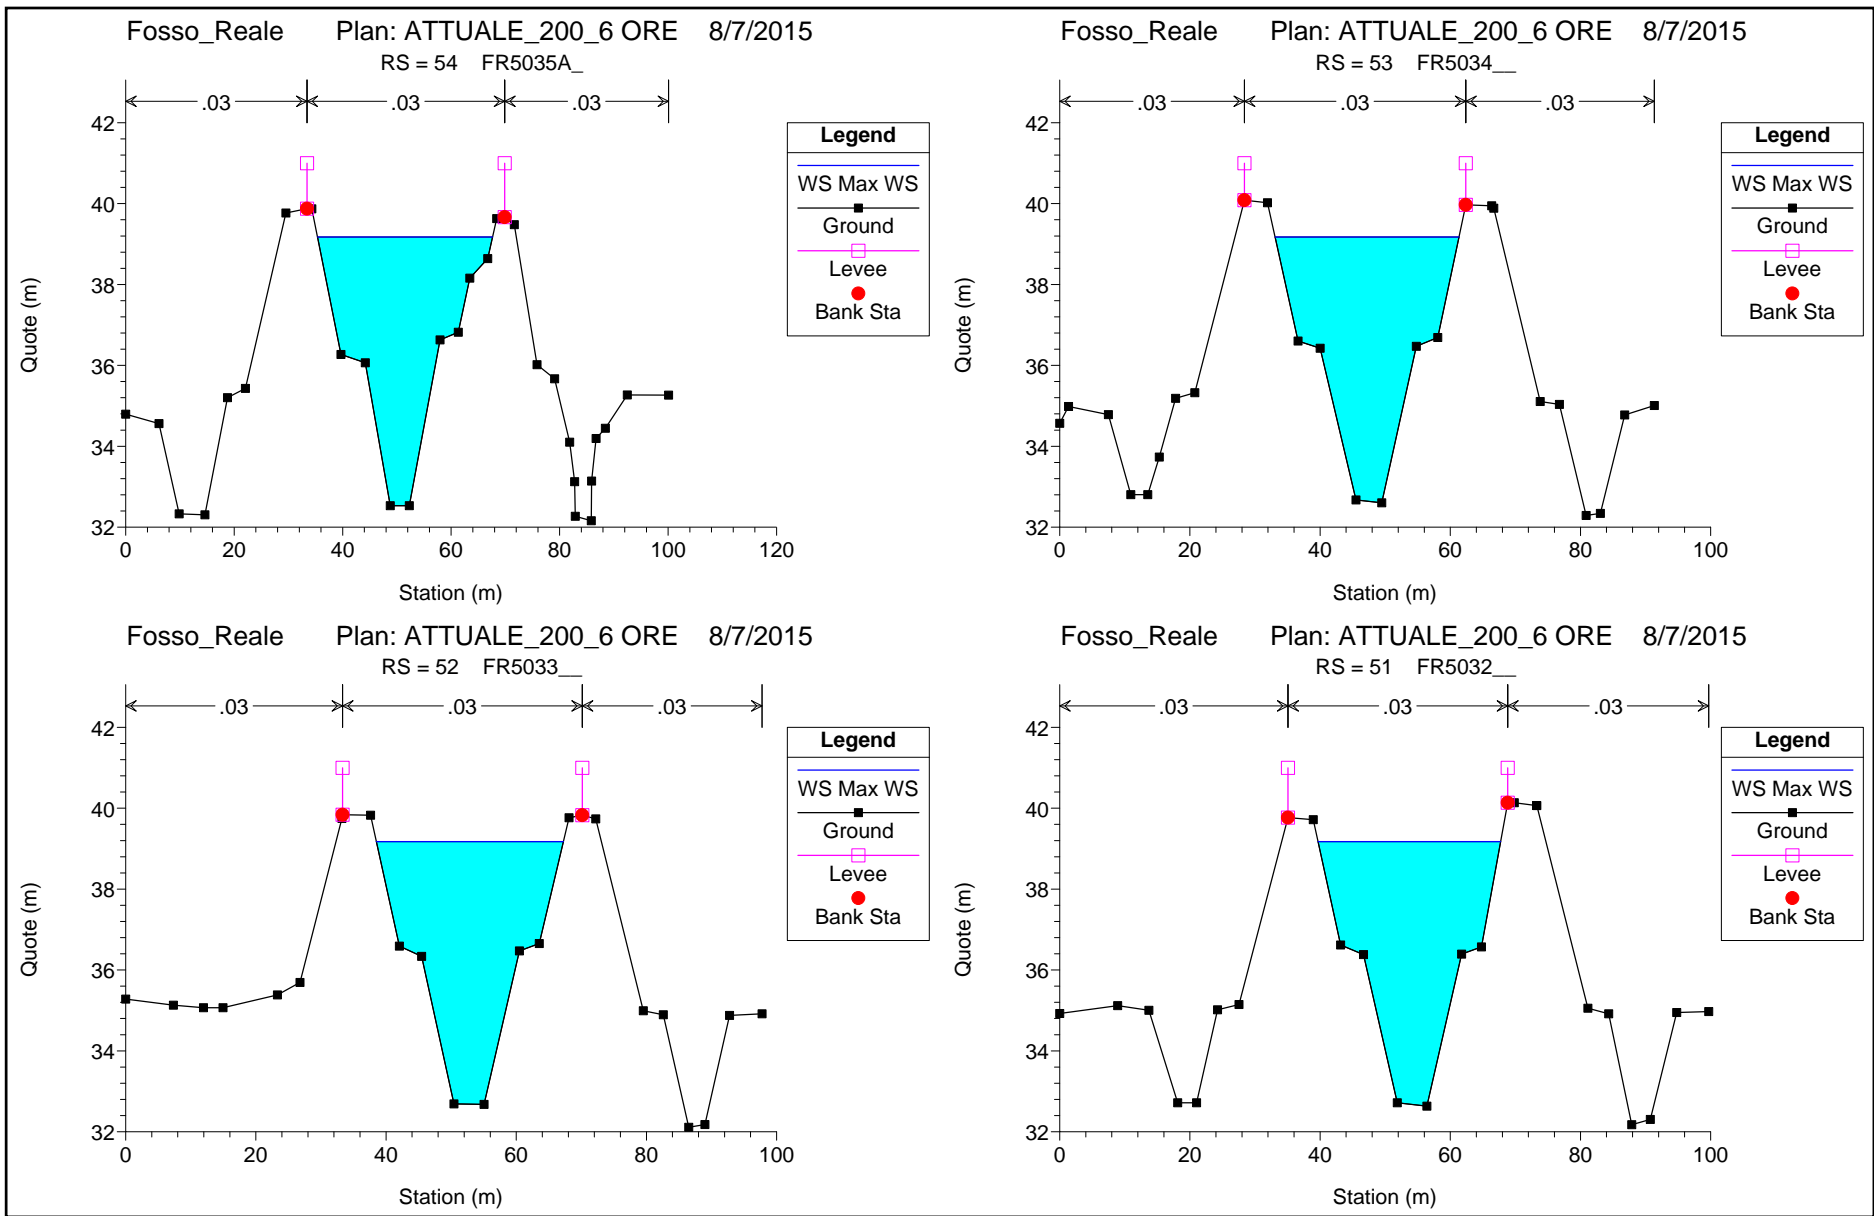 Fosso_Reale Plan: ATTUALE_200_6 ORE 8/7/2015
RS = 54 FR5035A_
.03 .03 .03
42
40
38
36
34
32
0 20 40 60 80 100 120
Quote (m)
Station (m)
Legend
WS Max WS
Ground
Levee
Bank Sta
Fosso_Reale Plan: ATTUALE_200_6 ORE 8/7/2015
RS = 53 FR5034__
.03 .03 .03
42
40
38
36
34
32
0 20 40 60 80 100
Quote (m)
Station (m)
Legend
WS Max WS
Ground
Levee
Bank Sta
Fosso_Reale Plan: ATTUALE_200_6 ORE 8/7/2015
RS = 52 FR5033__
.03 .03 .03
42
40
38
36
34
32
0 20 40 60 80 100
Quote (m)
Station (m)
Legend
WS Max WS
Ground
Levee
Bank Sta
Fosso_Reale Plan: ATTUALE_200_6 ORE 8/7/2015
RS = 51 FR5032__
.03 .03 .03
42
40
38
36
34
32
0 20 40 60 80 100
Quote (m)
Station (m)
Legend
WS Max WS
Ground
Levee
Bank Sta